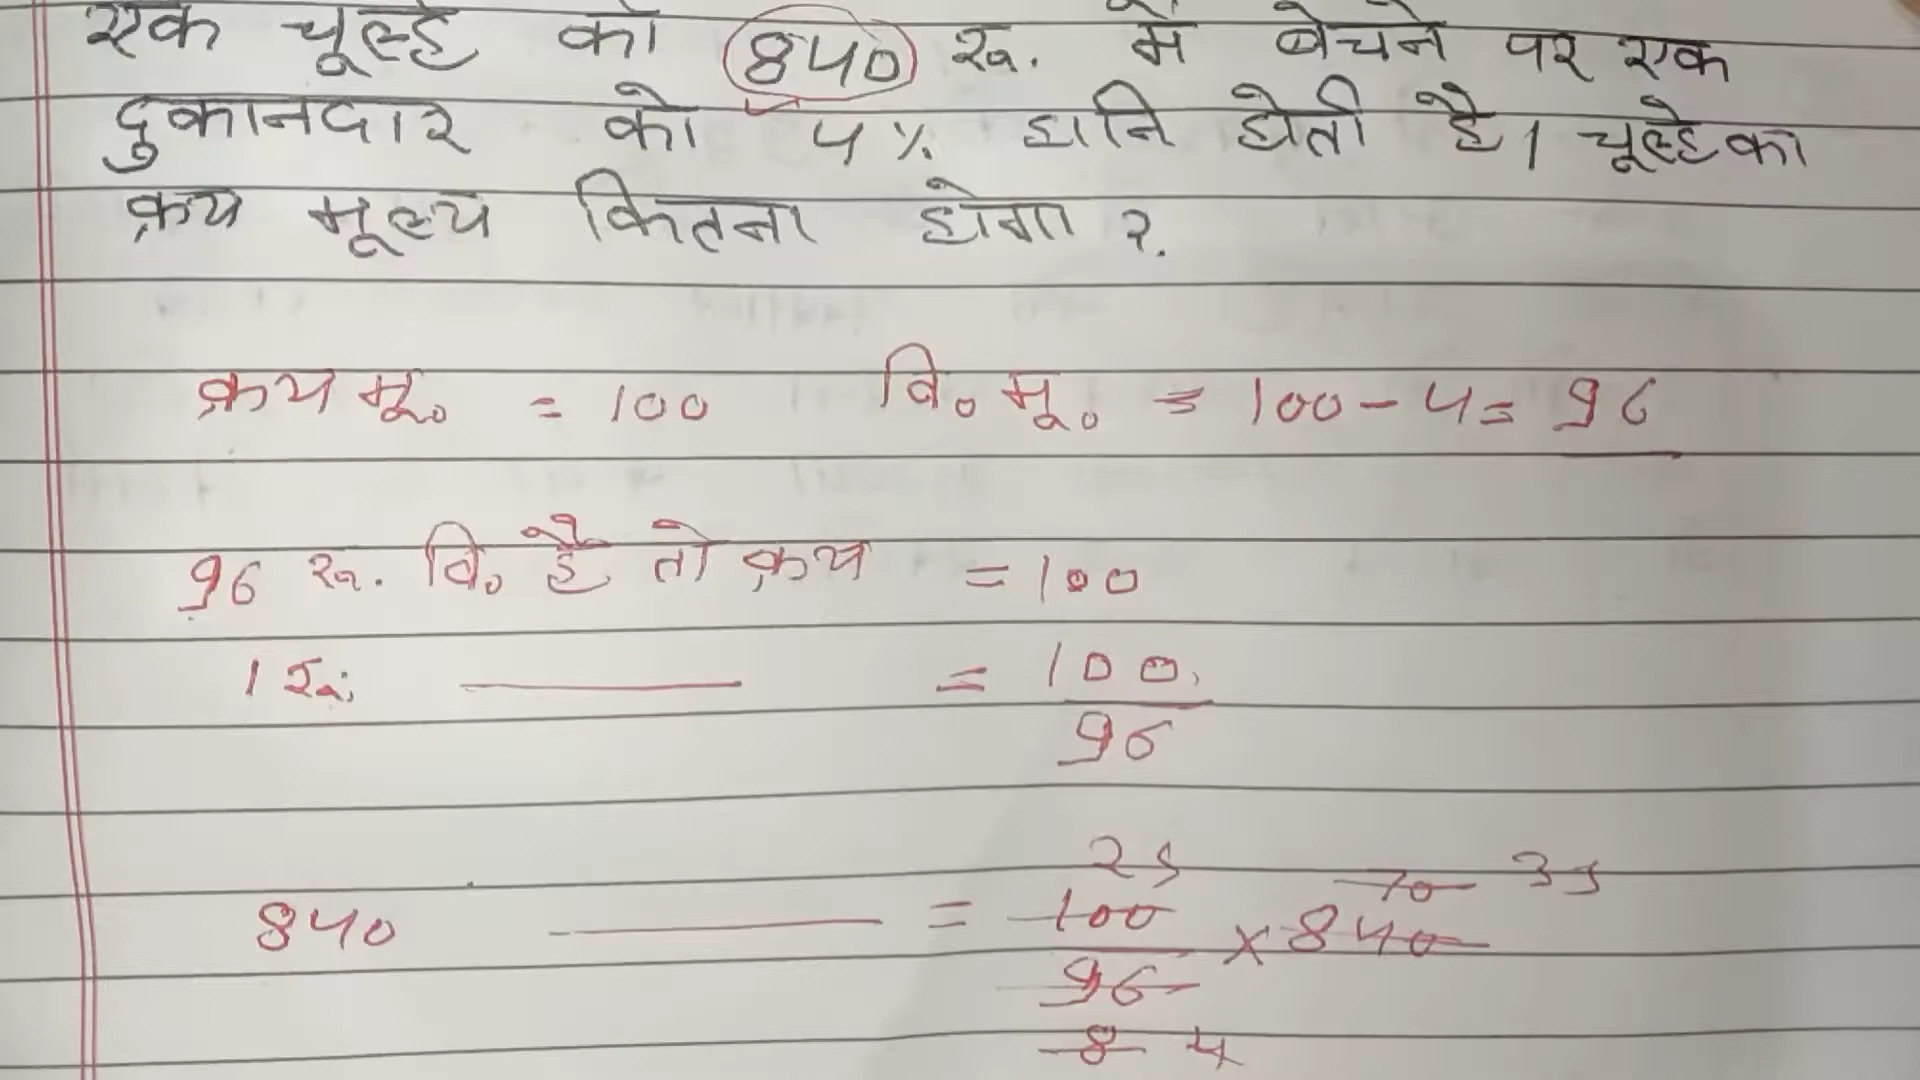 एक चूल्हे को 840 रू. में बेचने पर एक
दुकानदार को 4% हानि होती है। चूल्हे का
क्रय मूल्य कितना होगा ?.
क्रय मू० = 100 वि० मू० = 100 - 4 = 96
96 रू. वि० है तो क्रय = 100
1 रू. ——— = 100
96
25
70 35
840 ——— = 100 × 840
96
8 4